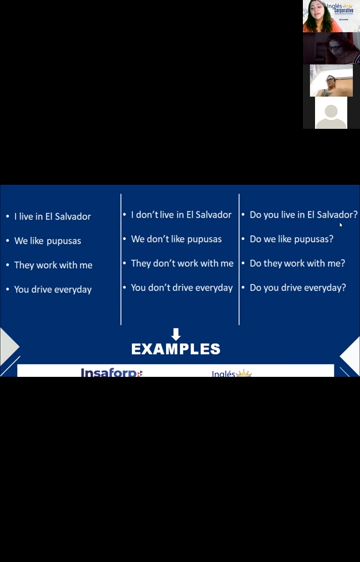 Inglés
Corporativo
• I live in El Salvador
• We like pupusas
• They work with me
• You drive everyday
• I don't live in El Salvador
• We don't like pupusas
• They don't work with me
• You don't drive everyday
• Do you live in El Salvador?
• Do we like pupusas?
• Do they work with me?
• Do you drive everyday?
EXAMPLES
Insaforp
Inglés